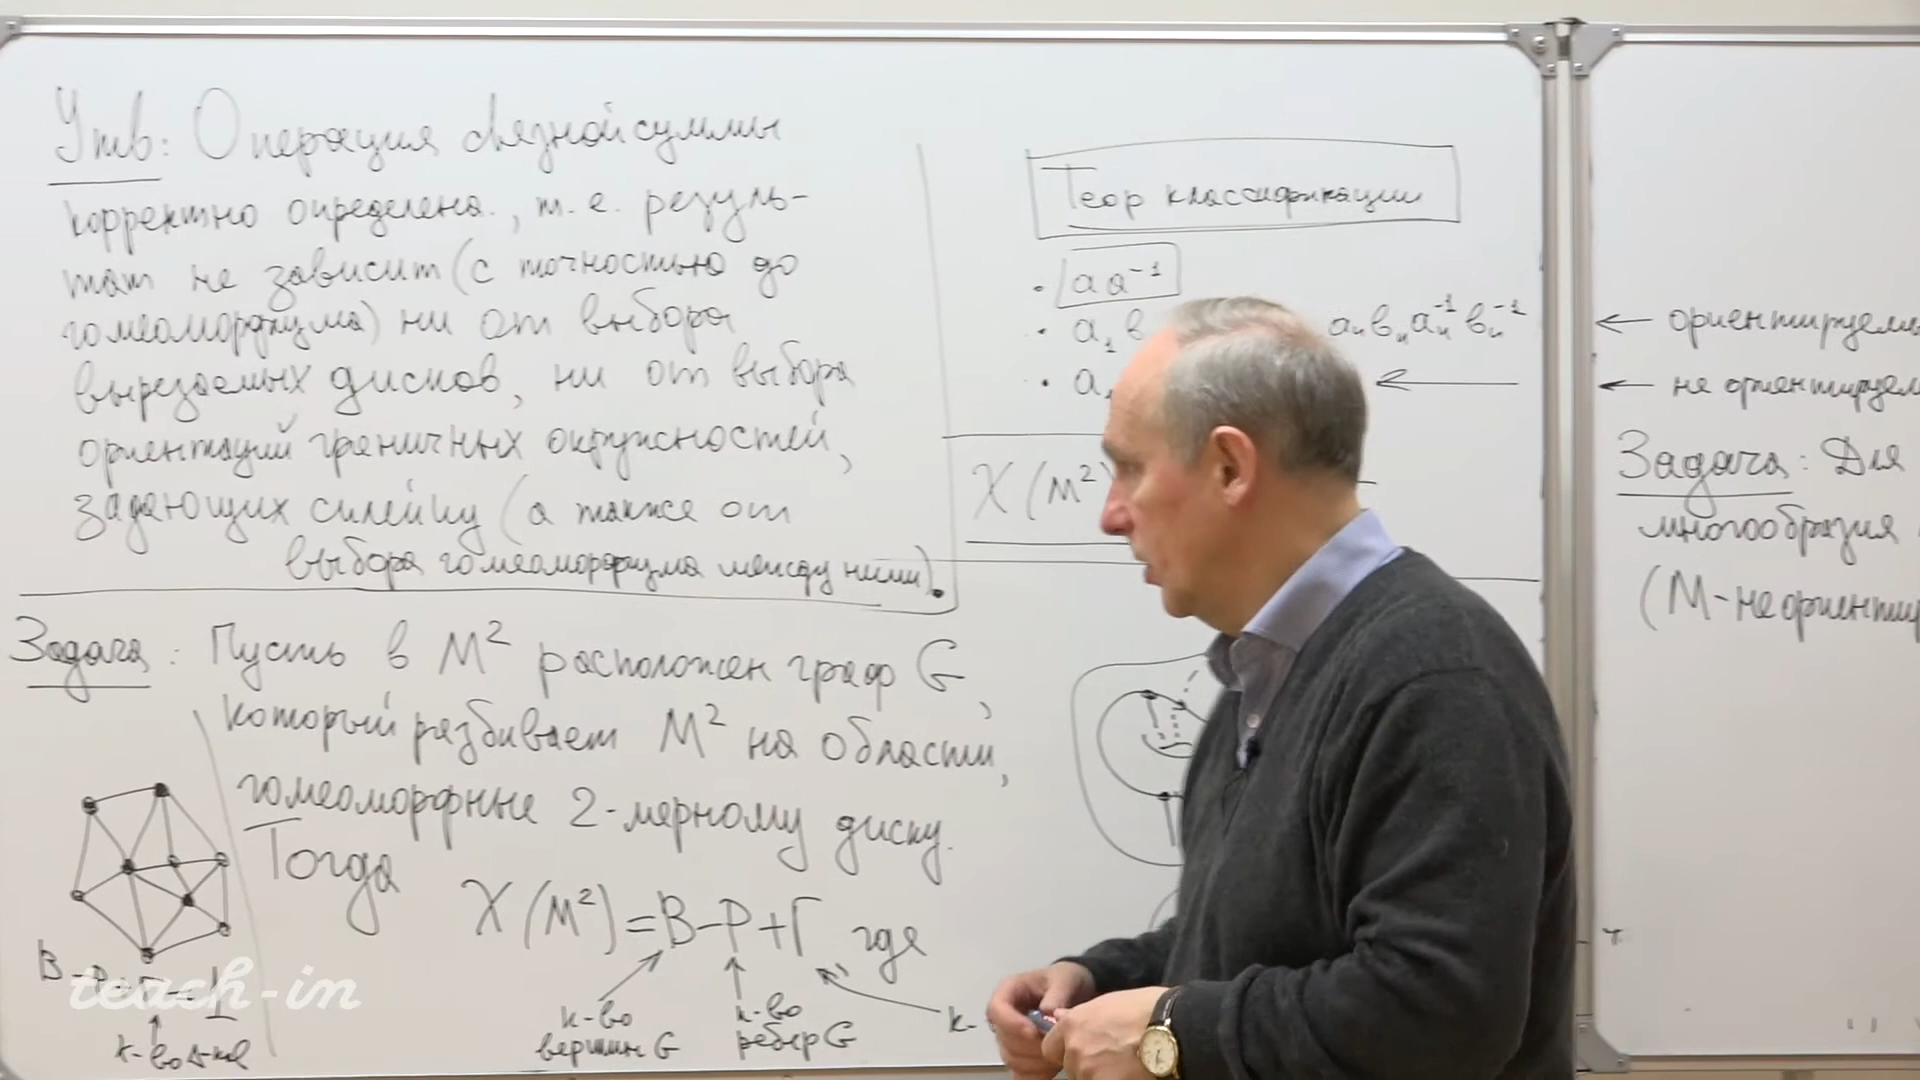 Утв: Операция связной суммы
корректно определена, т.е. резуль-
тат не зависит (с точностью до
гомеоморфизма) ни от выбора
вырезаемых дисков, ни от выбора
ориентаций граничных окружностей,
задающих склейку (а также от
выбора гомеоморфизма между ними).
Задача: Пусть в M² расположен граф G,
который разбивает M² на области,
гомеоморфные 2-мерному диску.
Тогда
χ(M²)=В-Р+Г где
к-во вершин G
к-во ребер G
к-
В-
к-во Δ-ков
teach-in
Теор классификации
• aa⁻¹
• a₁b aₙbₙaₙ⁻¹bₙ⁻¹
• a
χ(M²)
← ориентируемы
← не ориентируем
Задача: Для
многообразия
(M-не ориентир